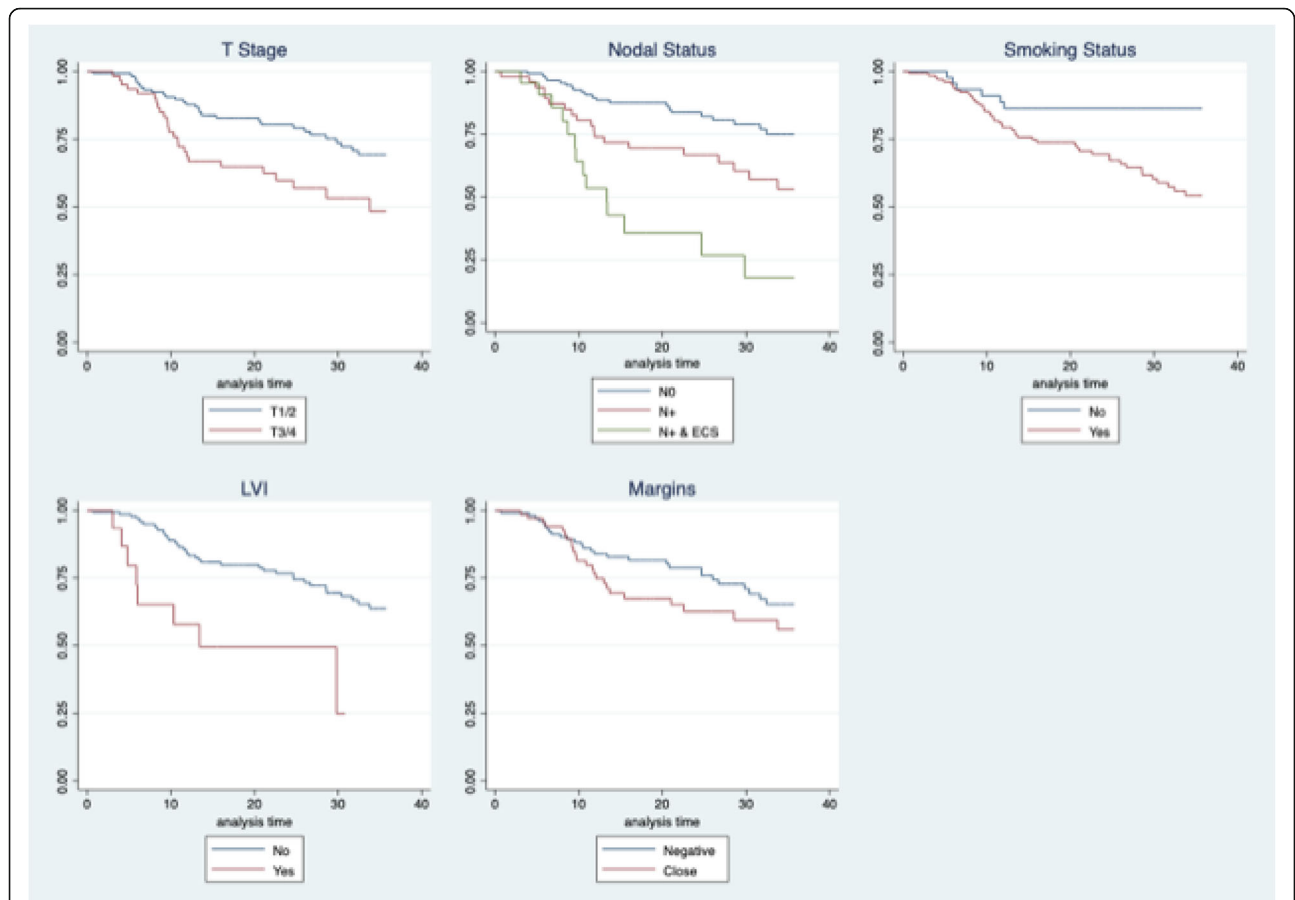 T Stage
1.00
0.75
0.50
0.25
0.00
0 10 20 30 40
analysis time
T1/2
T3/4
Nodal Status
1.00
0.75
0.50
0.25
0.00
0 10 20 30 40
analysis time
N0
N+
N+ & ECS
Smoking Status
1.00
0.75
0.50
0.25
0.00
0 10 20 30 40
analysis time
No
Yes
LVI
1.00
0.75
0.50
0.25
0.00
0 10 20 30 40
analysis time
No
Yes
Margins
1.00
0.75
0.50
0.25
0.00
0 10 20 30 40
analysis time
Negative
Close